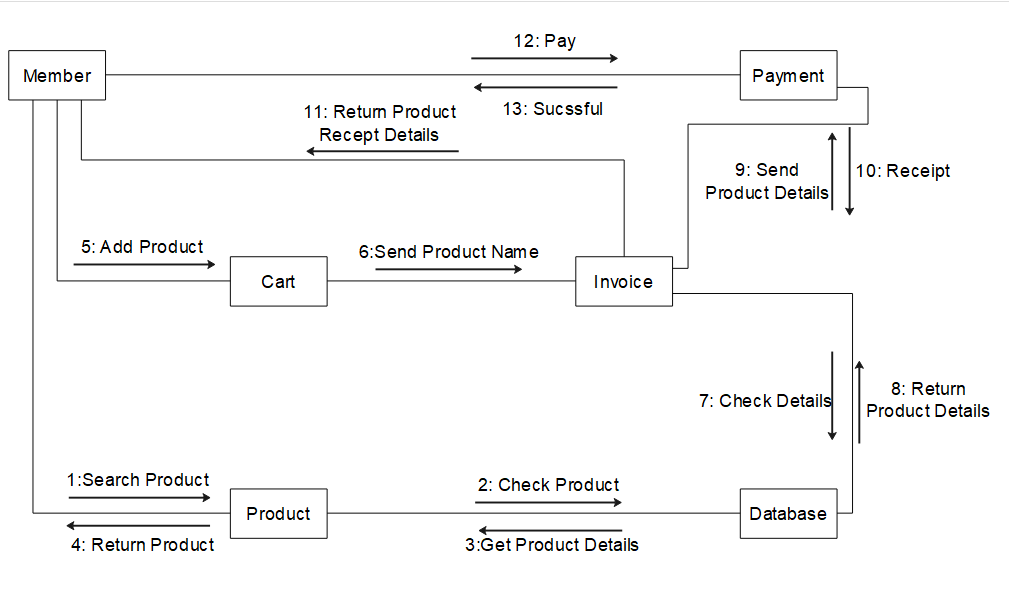 12: Pay
Member
Payment
13: Sucssful
11: Return Product
Recept Details
9: Send
Product Details
10: Receipt
5: Add Product
6:Send Product Name
Cart
Invoice
7: Check Details
8: Return
Product Details
1:Search Product
2: Check Product
Product
Database
4: Return Product
3:Get Product Details